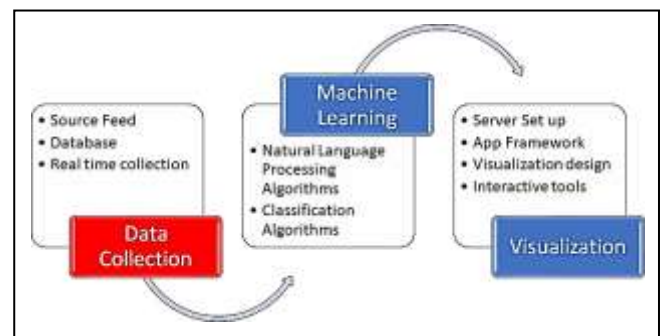 • Source Feed
• Database
• Real time collection
Data
Collection
Machine
Learning
• Natural Language
Processing
Algorithms
• Classification
Algorithms
• Server Set up
• App Framework
• Visualization design
• Interactive tools
Visualization